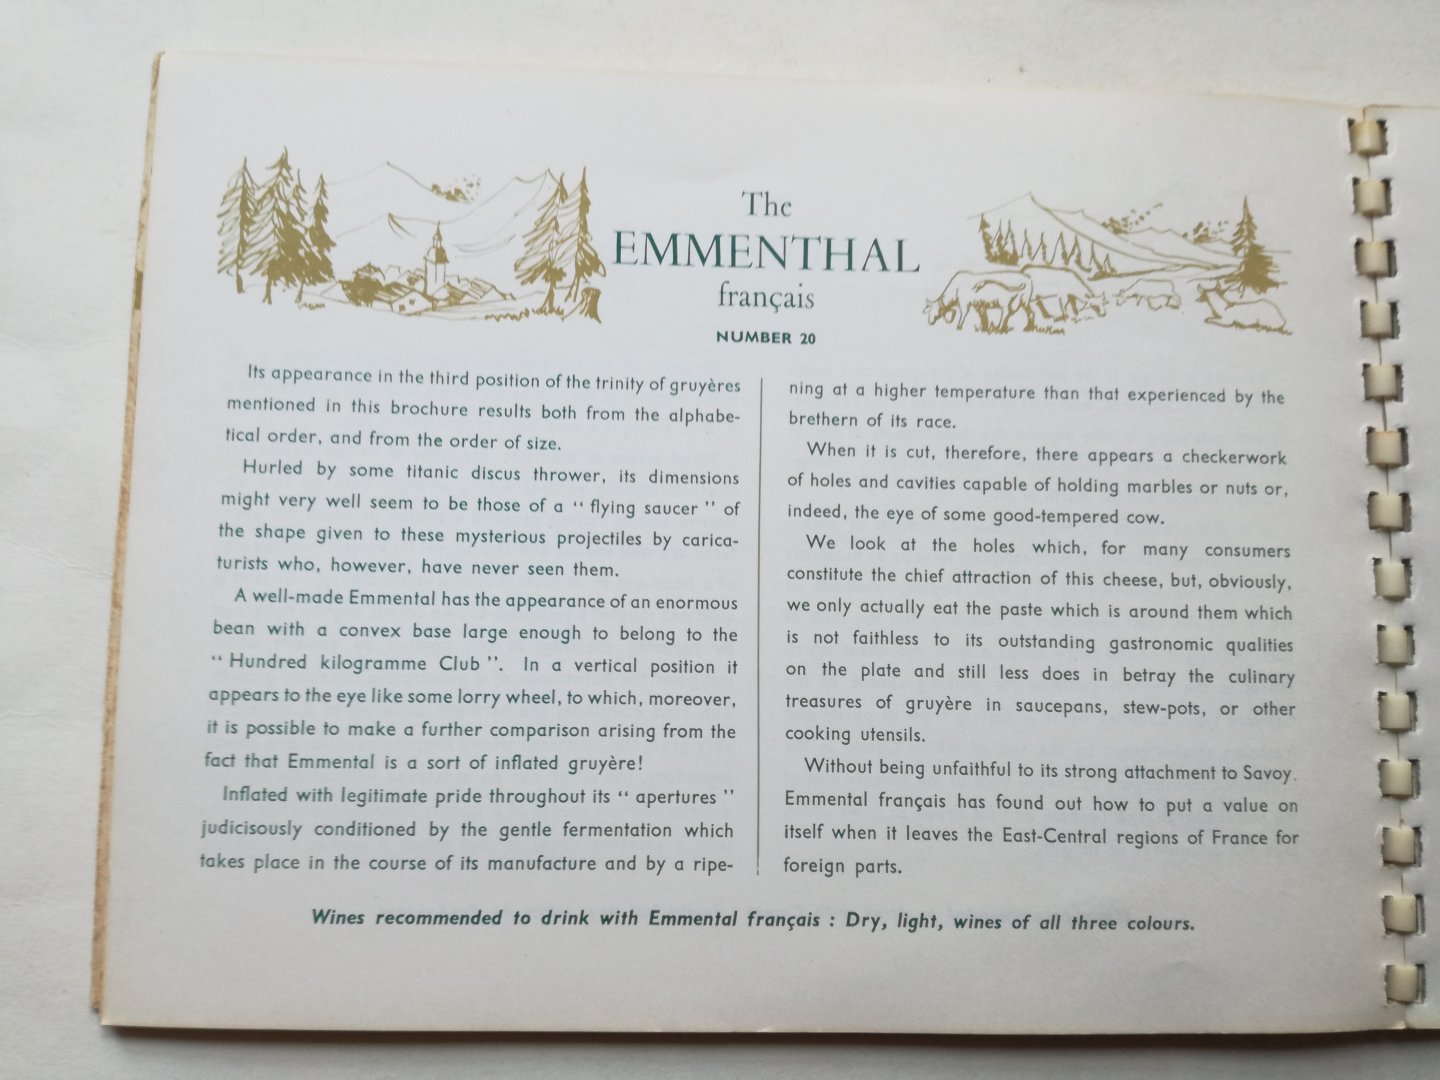 The
EMMENTHAL
français
NUMBER 20
Its appearance in the third position of the trinity of gruyères
mentioned in this brochure results both from the alphabe-
tical order, and from the order of size.
Hurled by some titanic discus thrower, its dimensions
might very well seem to be those of a “ flying saucer ” of
the shape given to these mysterious projectiles by carica-
turists who, however, have never seen them.
A well-made Emmental has the appearance of an enormous
bean with a convex base large enough to belong to the
“ Hundred kilogramme Club ”. In a vertical position it
appears to the eye like some lorry wheel, to which, moreover,
it is possible to make a further comparison arising from the
fact that Emmental is a sort of inflated gruyère!
Inflated with legitimate pride throughout its “ apertures ”
judicisously conditioned by the gentle fermentation which
takes place in the course of its manufacture and by a ripe-
ning at a higher temperature than that experienced by the
brethern of its race.
When it is cut, therefore, there appears a checkerwork
of holes and cavities capable of holding marbles or nuts or,
indeed, the eye of some good-tempered cow.
We look at the holes which, for many consumers
constitute the chief attraction of this cheese, but, obviously,
we only actually eat the paste which is around them which
is not faithless to its outstanding gastronomic qualities
on the plate and still less does in betray the culinary
treasures of gruyère in saucepans, stew-pots, or other
cooking utensils.
Without being unfaithful to its strong attachment to Savoy.
Emmental français has found out how to put a value on
itself when it leaves the East-Central regions of France for
foreign parts.
Wines recommended to drink with Emmental français : Dry, light, wines of all three colours.